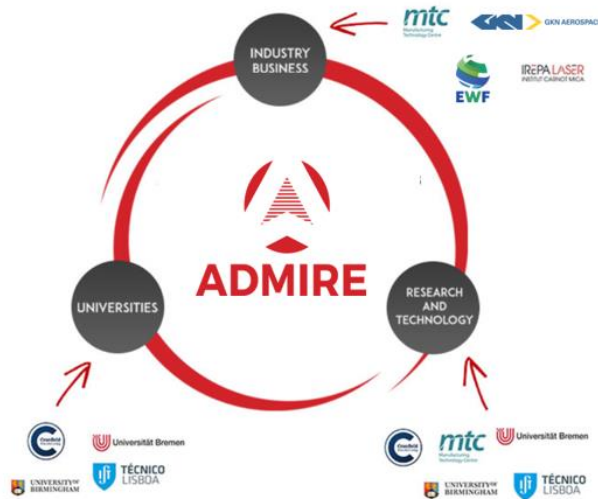 INDUSTRY
BUSINESS
mtc
Manufacturing
Technology Centre
GKN AEROSPAC
EWF
IREPA LASER
INSTITUT CARNOT MICA
ADMIRE
UNIVERSITIES
RESEARCH
AND
TECHNOLOGY
Cranfield
Universität Bremen
UNIVERSITY OF
BIRMINGHAM
TÉCNICO
LISBOA
Cranfield
mtc
Manufacturing
Technology Centre
Universität Bremen
UNIVERSITY OF
BIRMINGHAM
TÉCNICO
LISBOA